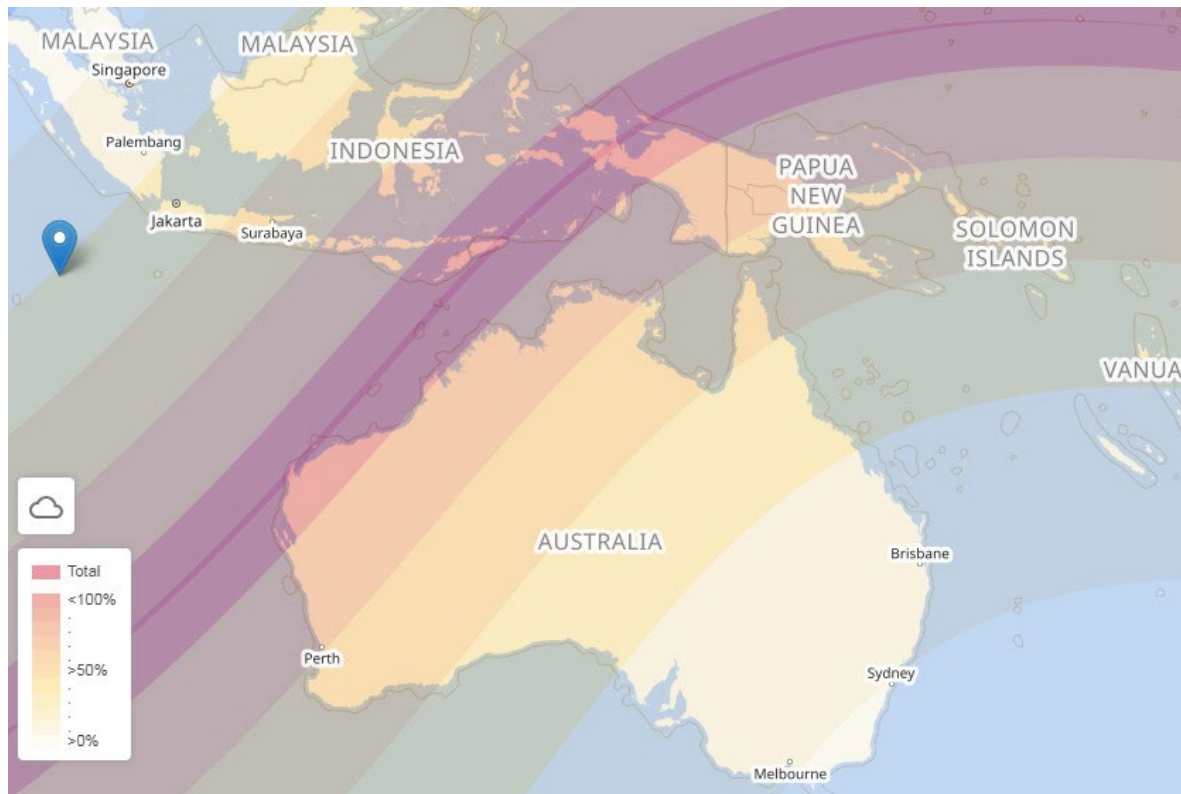 MALAYSIA
MALAYSIA
Singapore
Palembang
INDONESIA
Jakarta
Surabaya
PAPUA
NEW
GUINEA
SOLOMON
ISLANDS
VANUA
AUSTRALIA
Brisbane
Total
<100%
.
.
>50%
.
.
>0%
Perth
Sydney
Melbourne